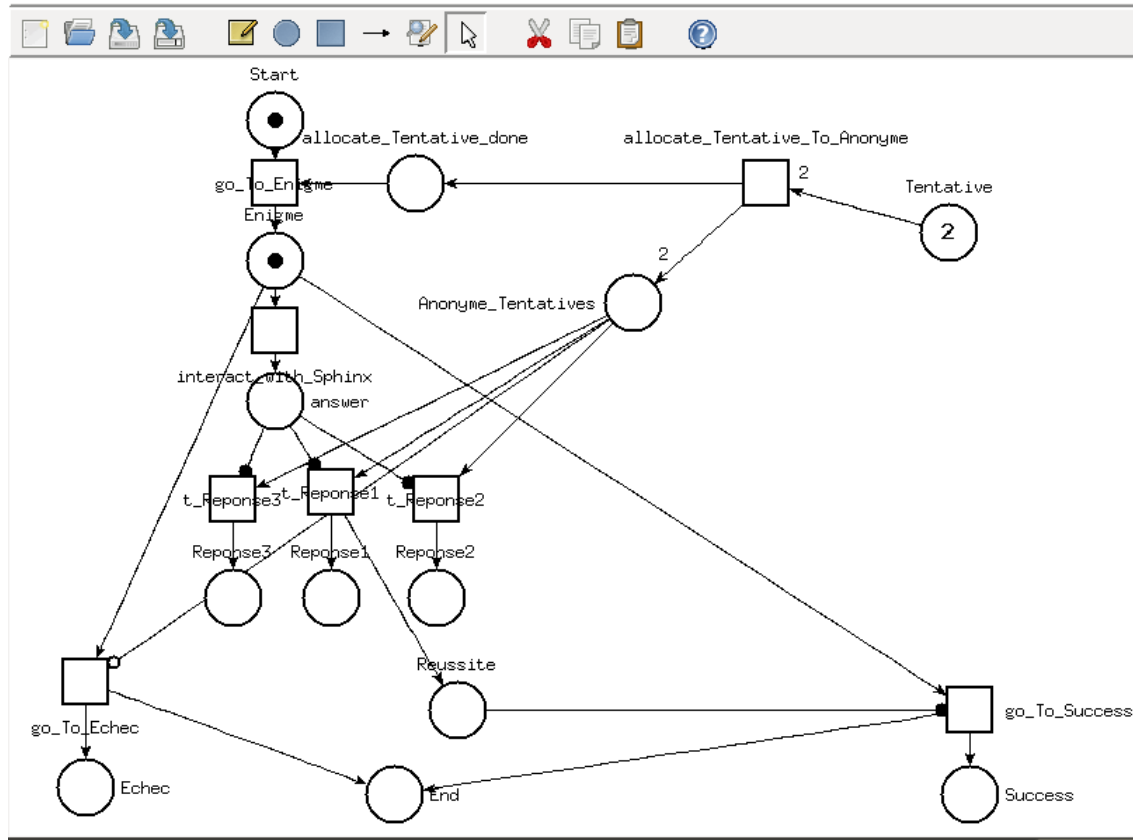 Start
allocate_Tentative_done
allocate_Tentative_To_Anonyme
go_To_Enigme
2
Tentative
Enigme
2
2
Anonyme_Tentatives
interact_with_Sphinx
answer
t_Reponse3
t_Reponse1
t_Reponse2
Reponse3
Reponse1
Reponse2
Reussite
go_To_Echec
go_To_Success
Echec
End
Success